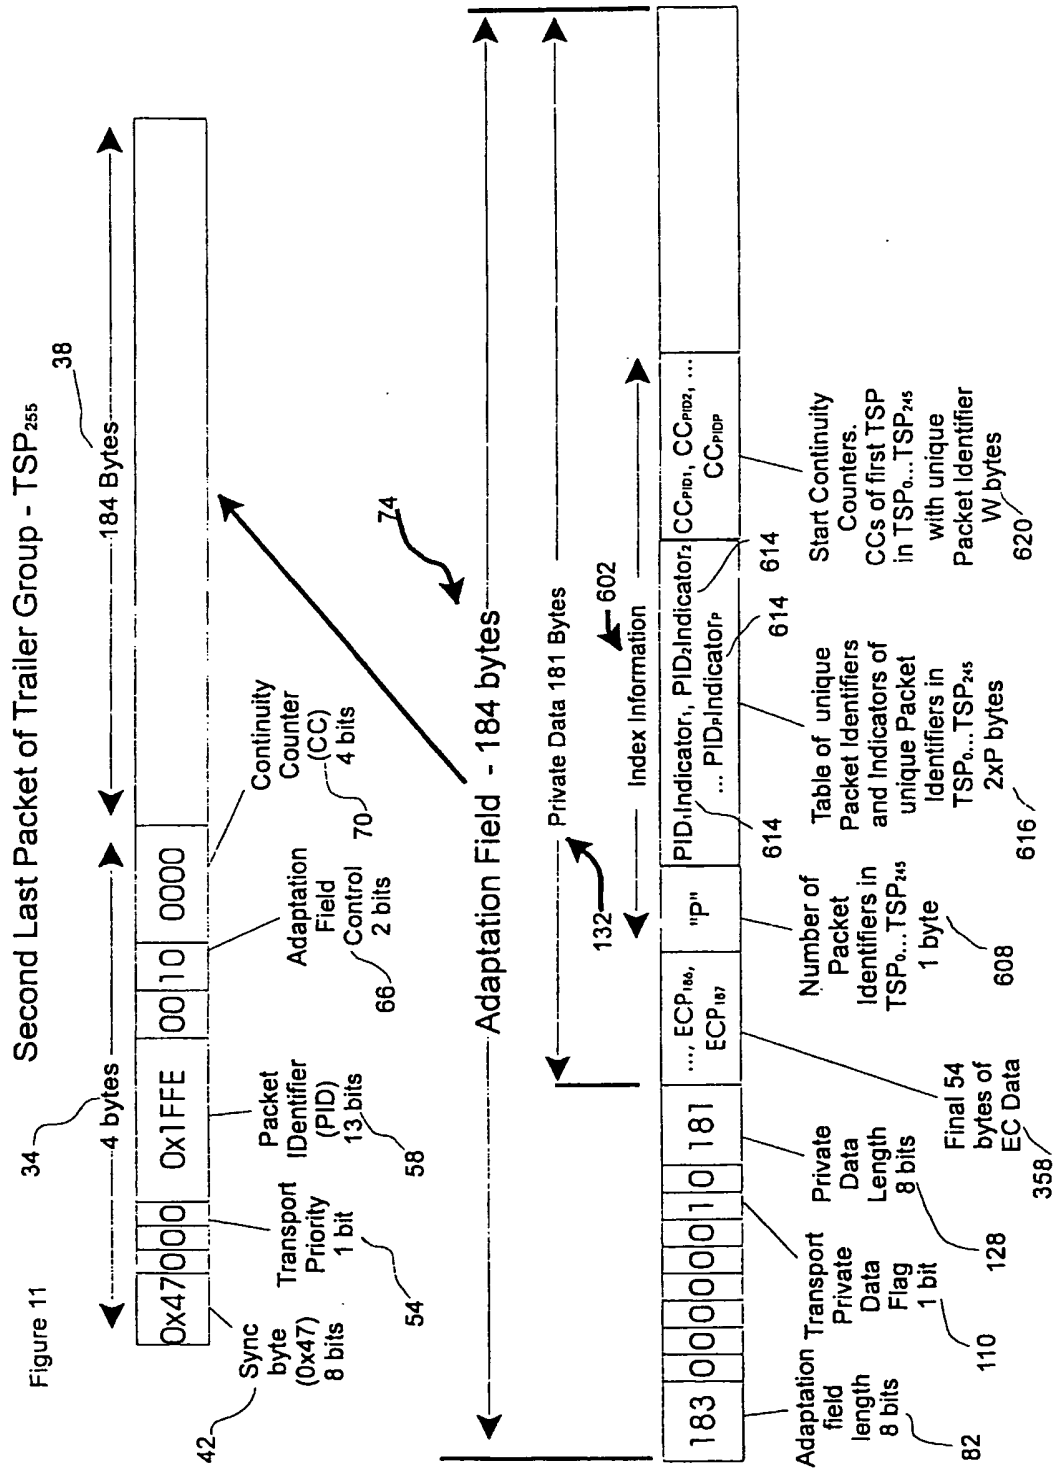 Figure 11
Second Last Packet of Trailer Group - TSP₂₅₅
34
4 bytes
38
184 Bytes
0x47 0 0 0 0x1FFE 00 10 0000
42
Sync
byte
(0x47)
8 bits
Transport
Priority
1 bit
54
Packet
IDentifier
(PID)
13 bits
58
Adaptation
Field
Control
2 bits
66
Continuity
Counter
(CC)
4 bits
70
74
Adaptation Field - 184 bytes
Private Data 181 Bytes
132
602
Index Information
183 0 0 0 0 0 0 1 0 181
..., ECP₁₈₆,
ECP₁₈₇
"P"
PID₁Indicator₁, PID₂Indicator₂
... PIDₚIndicatorₚ
CC_PID1, CC_PID2, ...
CC_PIDP
614
614
614
Adaptation
field
length
8 bits
82
Transport
Private
Data
Flag
1 bit
110
Private
Data
Length
8 bits
128
Final 54
bytes of
EC Data
358
Number of
Packet
Identifiers in
TSP₀...TSP₂₄₅
1 byte
608
Table of unique
Packet Identifiers
and Indicators of
unique Packet
Identifiers in
TSP₀...TSP₂₄₅
2xP bytes
616
Start Continuity
Counters.
CCs of first TSP
in TSP₀...TSP₂₄₅
with unique
Packet Identifier
W bytes
620